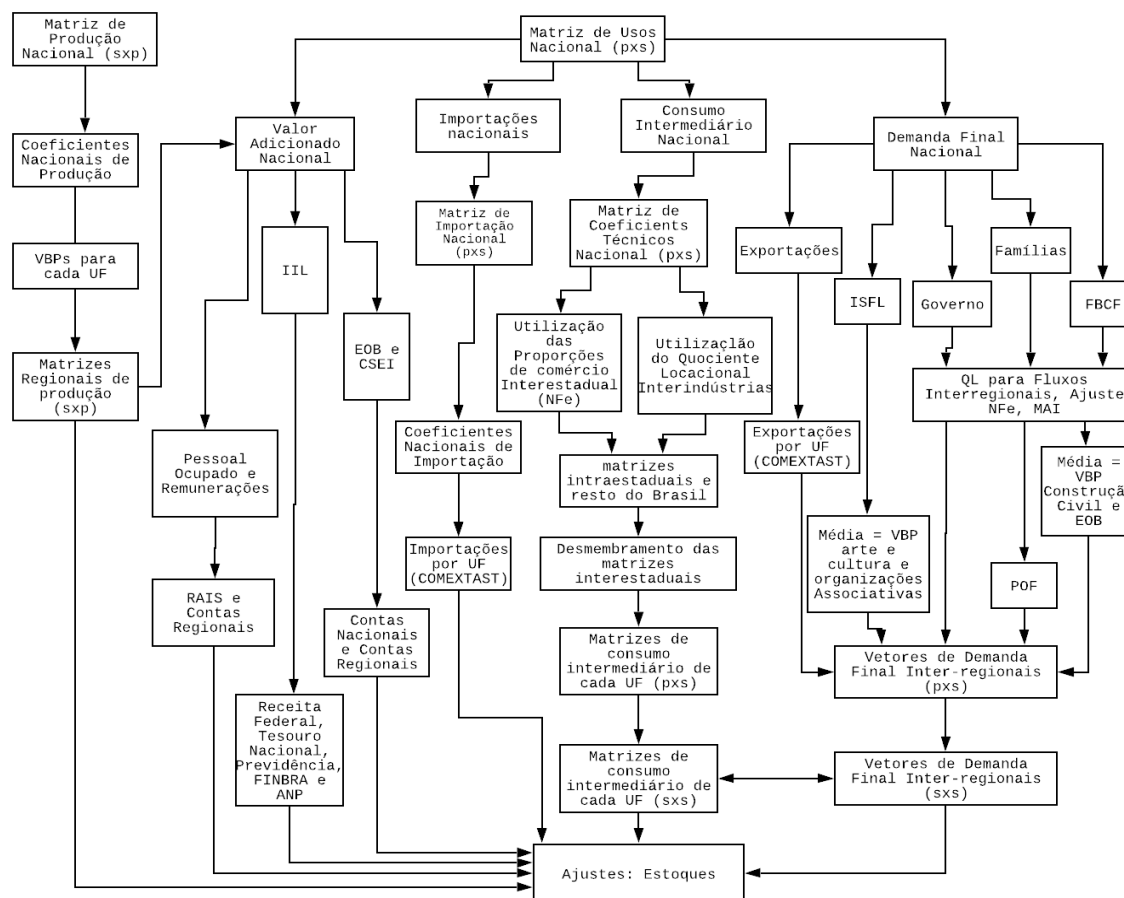 Matriz de
Produção
Nacional (sxp)
Matriz de Usos
Nacional (pxs)
Coeficientes
Nacionais de
Produção
VBPs para
cada UF
Matrizes
Regionais de
produção
(sxp)
Valor
Adicionado
Nacional
Importações
nacionais
Consumo
Intermediário
Nacional
Demanda Final
Nacional
IIL
EOB e
CSEI
Pessoal
Ocupado e
Remunerações
RAIS e
Contas
Regionais
Contas
Nacionais
e Contas
Regionais
Receita
Federal,
Tesouro
Nacional,
Previdência,
FINBRA e
ANP
Matriz de
Importação
Nacional
(pxs)
Coeficientes
Nacionais de
Importação
Importações
por UF
(COMEXTAST)
Matriz de
Coeficients
Técnicos
Nacional (pxs)
Utilização
das
Proporções
de comércio
Interestadual
(NFe)
Utilizaçlão
do Quociente
Locacional
Interindústrias
matrizes
intraestaduais e
resto do Brasil
Desmembramento das
matrizes
interestaduais
Matrizes de
consumo
intermediário de
cada UF (pxs)
Matrizes de
consumo
intermediário de
cada UF (sxs)
Exportações
ISFL
Governo
Famílias
FBCF
QL para Fluxos
Interregionais, Ajuste
NFe, MAI
Exportações
por UF
(COMEXTAST)
Média = VBP
arte e
cultura e
organizações
Associativas
POF
Média =
VBP
Construção
Civil e
EOB
Vetores de Demanda
Final Inter-regionais
(pxs)
Vetores de Demanda
Final Inter-regionais
(sxs)
Ajustes: Estoques